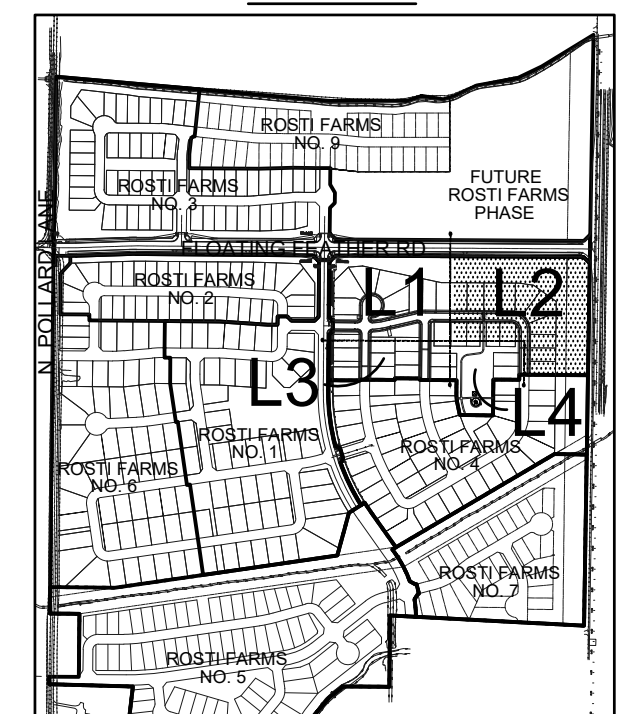 ROSTI FARMS
NO. 9
ROSTI FARMS
NO. 3
FUTURE
ROSTI FARMS
PHASE
N POLLARD LANE
FLOATING FEATHER RD
ROSTI FARMS
NO. 2
L1
L2
L3
L4
ROSTI FARMS
NO. 1
ROSTI FARMS
NO. 4
ROSTI FARMS
NO. 6
ROSTI FARMS
NO. 7
ROSTI FARMS
NO. 5